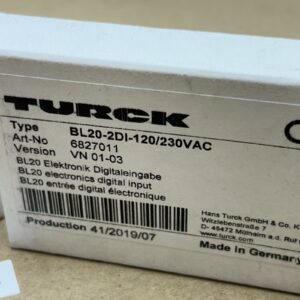 TURCK
Type BL20-2DI-120/230VAC
Art-No 6827011
Version VN 01-03
BL20 Elektronik Digitaleingabe
BL20 electronics digital input
BL20 entrée digital électronique
Hans Turck GmbH & Co. K
Witzlebenstraße 7
D- 45472 Mülheim a.d. Ruhr
www.turck.com
Production 41/2019/07
Made in Germany